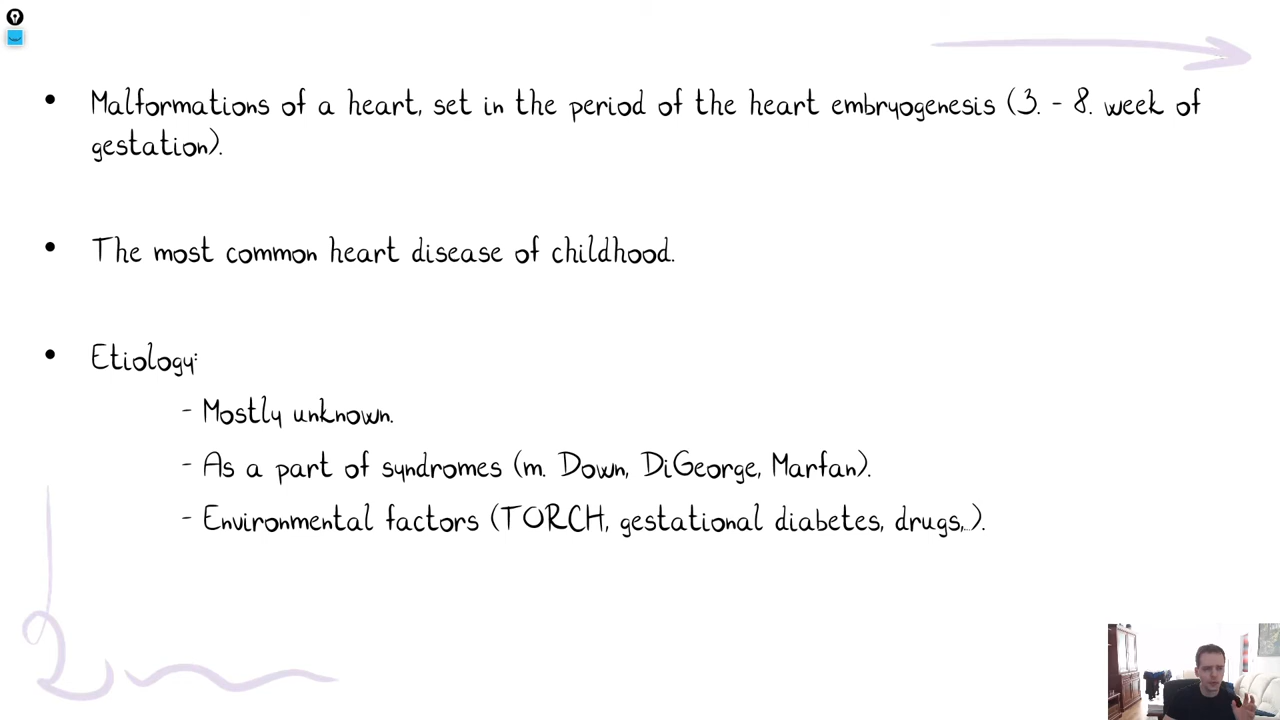 • Malformations of a heart, set in the period of the heart embryogenesis (3. - 8. week of
gestation).
• The most common heart disease of childhood.
• Etiology:
- Mostly unknown.
- As a part of syndromes (m. Down, DiGeorge, Marfan).
- Environmental factors (TORCH, gestational diabetes, drugs,..).